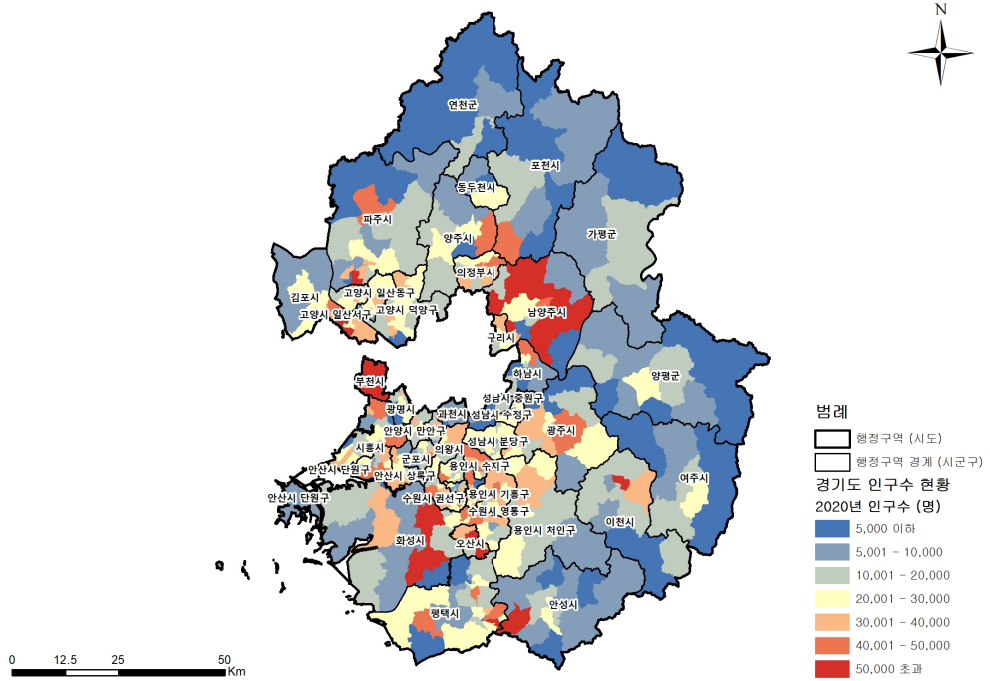 N
연천군
포천시
동두천시
파주시
양주시
가평군
의정부시
김포시
고양시 일산동구
고양시 일산서구
고양시 덕양구
남양주시
구리시
부천시
하남시
양평군
광명시
성남시 중원구
과천시
성남시 수정구
안양시 만안구
광주시
시흥시
의왕시
성남시 분당구
군포시
안산시 단원구
안산시 상록구
용인시 수지구
여주시
안산시 단원구
수원시 권선구
용인시 기흥구
수원시 영통구
이천시
화성시
오산시
용인시 처인구
평택시
안성시
범례
행정구역 (시도)
행정구역 경계 (시군구)
경기도 인구수 현황
2020년 인구수 (명)
5,000 이하
5,001 - 10,000
10,001 - 20,000
20,001 - 30,000
30,001 - 40,000
40,001 - 50,000
50,000 초과
0 12.5 25 50
Km